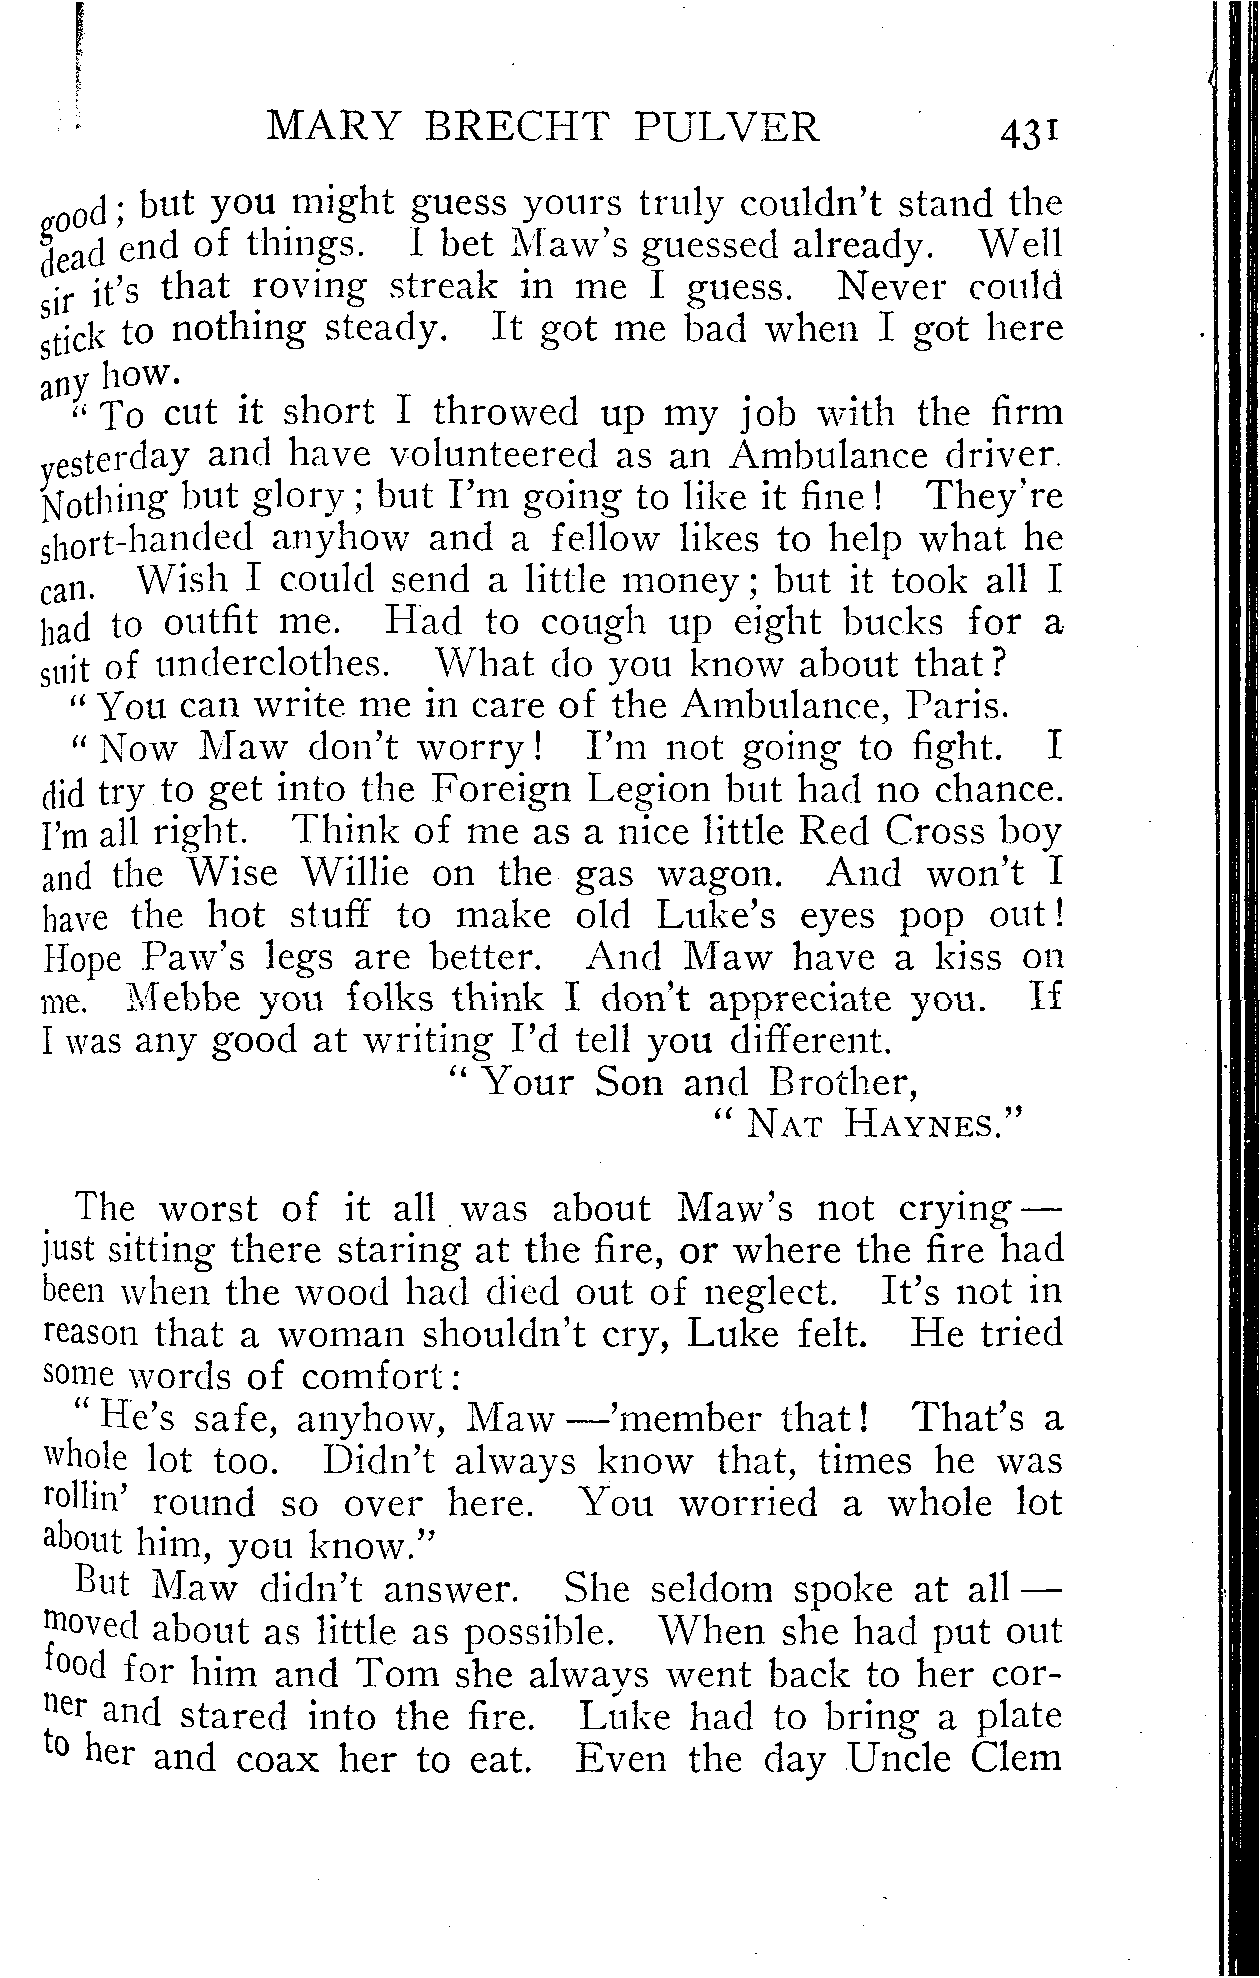 MARY BRECHT PULVER 431
good; but you might guess yours truly couldn't stand the
dead end of things. I bet Maw's guessed already. Well
sir it's that roving streak in me I guess. Never could
stick to nothing steady. It got me bad when I got here
any how.
"To cut it short I throwed up my job with the firm
yesterday and have volunteered as an Ambulance driver.
Nothing but glory; but I'm going to like it fine! They're
short-handed anyhow and a fellow likes to help what he
can. Wish I could send a little money; but it took all I
had to outfit me. Had to cough up eight bucks for a
suit of underclothes. What do you know about that?
"You can write me in care of the Ambulance, Paris.
"Now Maw don't worry! I'm not going to fight. I
did try to get into the Foreign Legion but had no chance.
I'm all right. Think of me as a nice little Red Cross boy
and the Wise Willie on the gas wagon. And won't I
have the hot stuff to make old Luke's eyes pop out!
Hope Paw's legs are better. And Maw have a kiss on
me. Mebbe you folks think I don't appreciate you. If
I was any good at writing I'd tell you different.
"Your Son and Brother,
"NAT HAYNES."
The worst of it all was about Maw's not crying—
just sitting there staring at the fire, or where the fire had
been when the wood had died out of neglect. It's not in
reason that a woman shouldn't cry, Luke felt. He tried
some words of comfort:
"He's safe, anyhow, Maw—'member that! That's a
whole lot too. Didn't always know that, times he was
rollin' round so over here. You worried a whole lot
about him, you know."
But Maw didn't answer. She seldom spoke at all—
moved about as little as possible. When she had put out
food for him and Tom she always went back to her cor-
ner and stared into the fire. Luke had to bring a plate
to her and coax her to eat. Even the day Uncle Clem